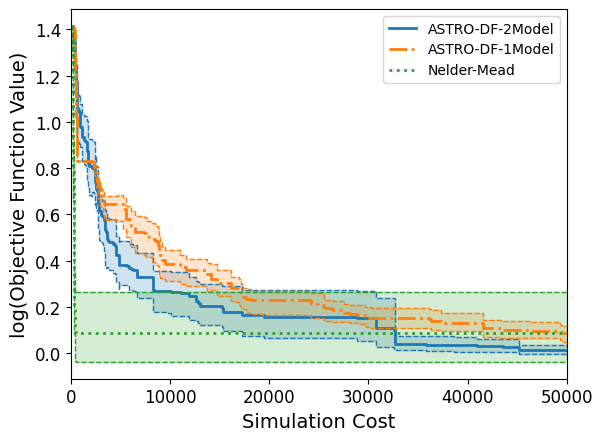 ASTRO-DF-2Model
ASTRO-DF-1Model
Nelder-Mead
log(Objective Function Value)
1.4
1.2
1.0
0.8
0.6
0.4
0.2
0.0
0
10000
20000
30000
40000
50000
Simulation Cost